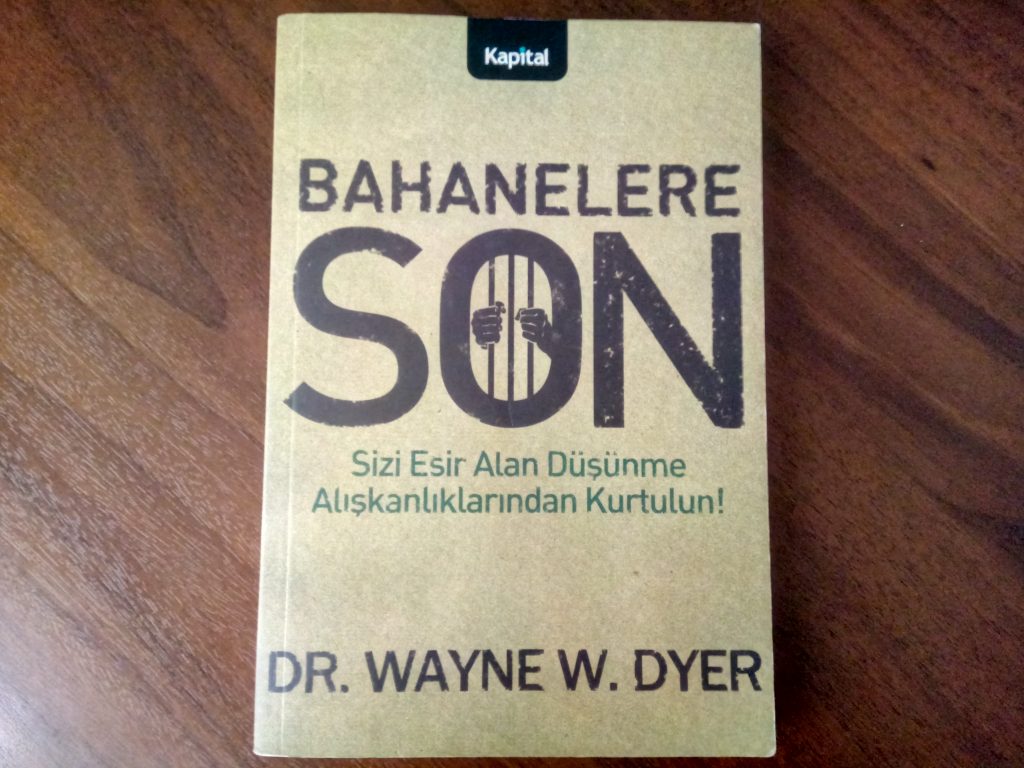 Kapital
BAHANELERE
SON
Sizi Esir Alan Düşünme
Alışkanlıklarından Kurtulun!
DR. WAYNE W. DYER